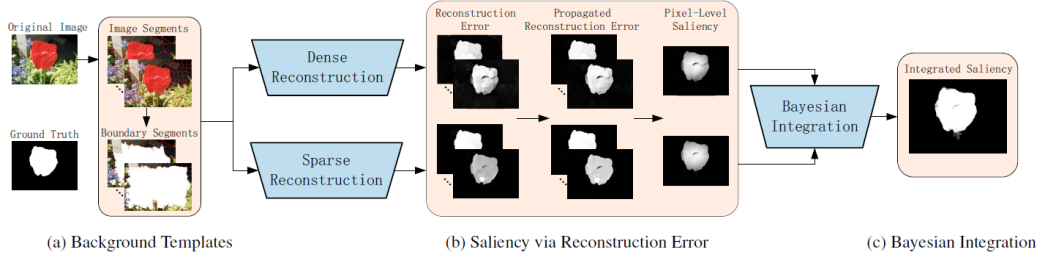 Original Image
Image Segments
Ground Truth
Boundary Segments
Dense
Reconstruction
Sparse
Reconstruction
Reconstruction
Error
Propagated
Reconstruction Error
Pixel-Level
Saliency
Bayesian
Integration
Integrated Saliency
(a) Background Templates
(b) Saliency via Reconstruction Error
(c) Bayesian Integration